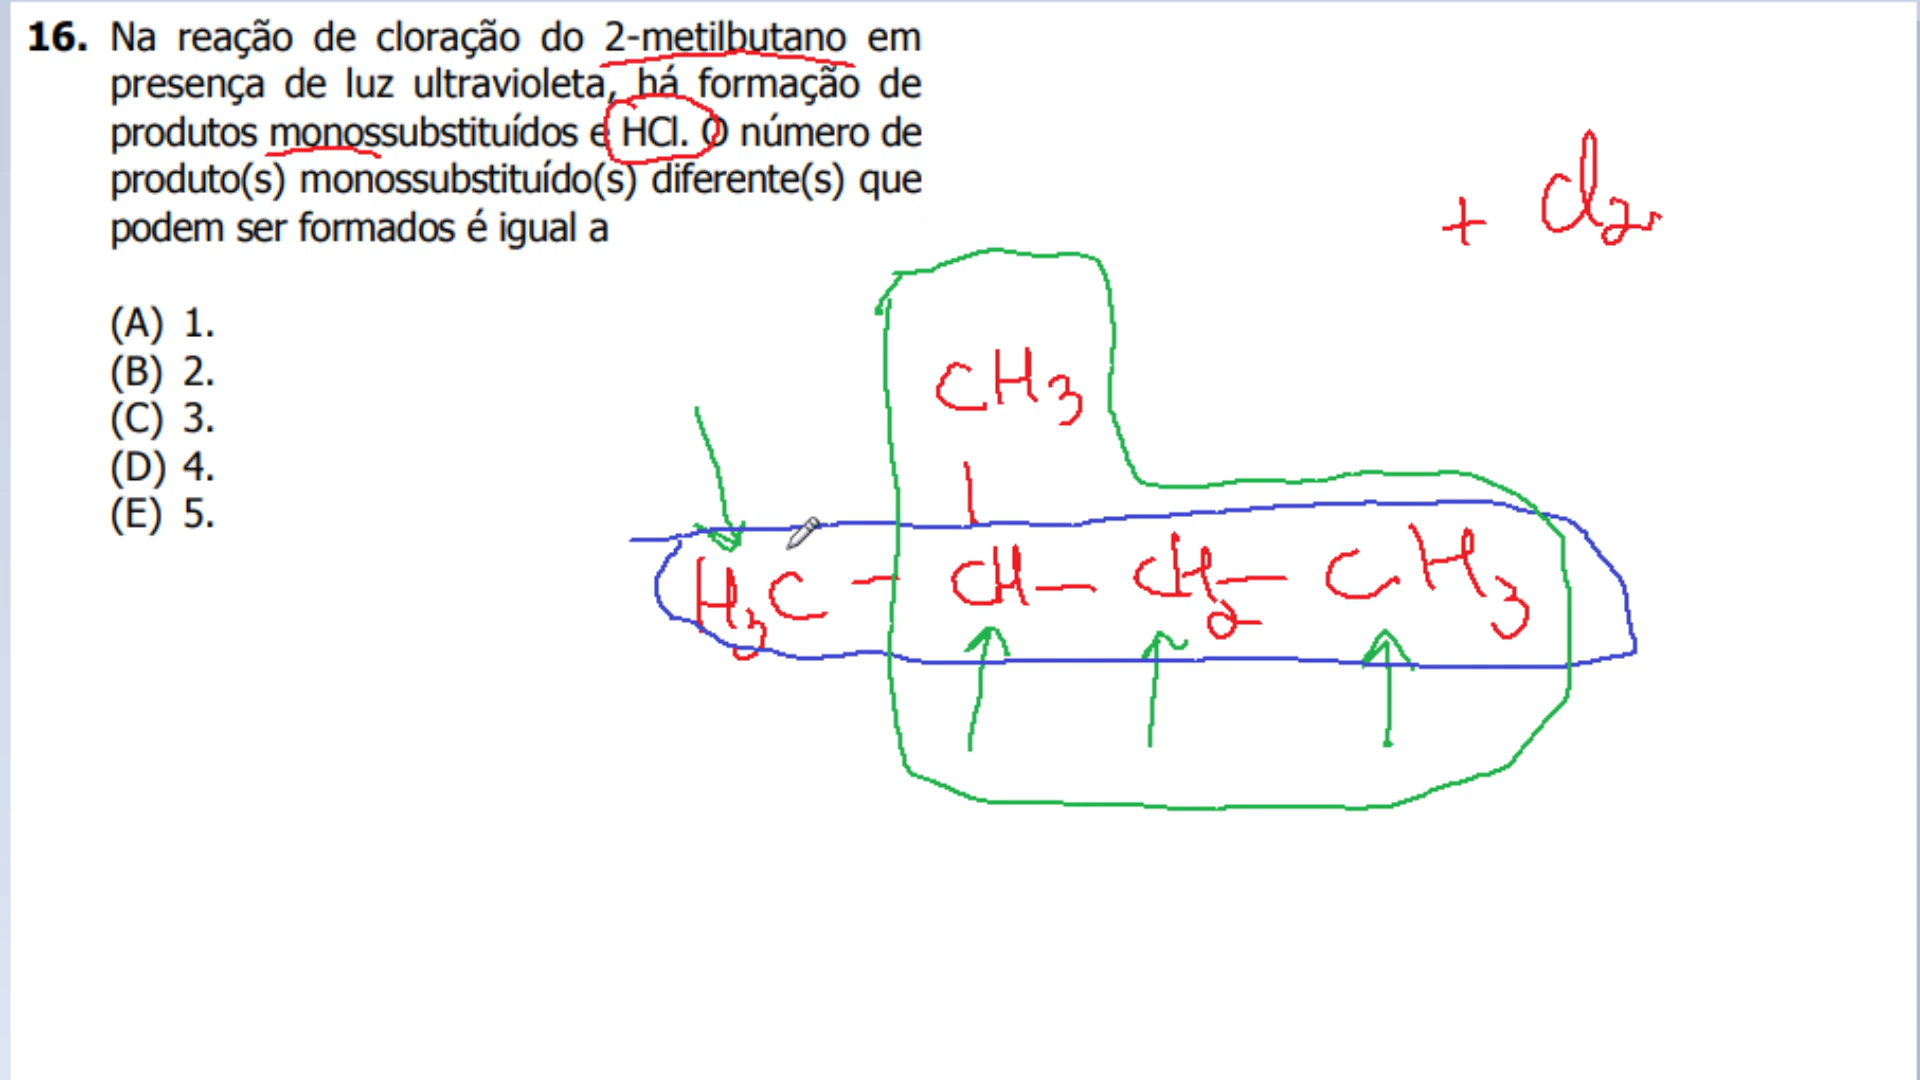 16. Na reação de cloração do 2-metilbutano em
presença de luz ultravioleta, há formação de
produtos monossubstituídos e HCl. O número de
produto(s) monossubstituído(s) diferente(s) que
podem ser formados é igual a
(A) 1.
(B) 2.
(C) 3.
(D) 4.
(E) 5.
+ Cl2
CH3
H3C - CH - CH2 - CH3